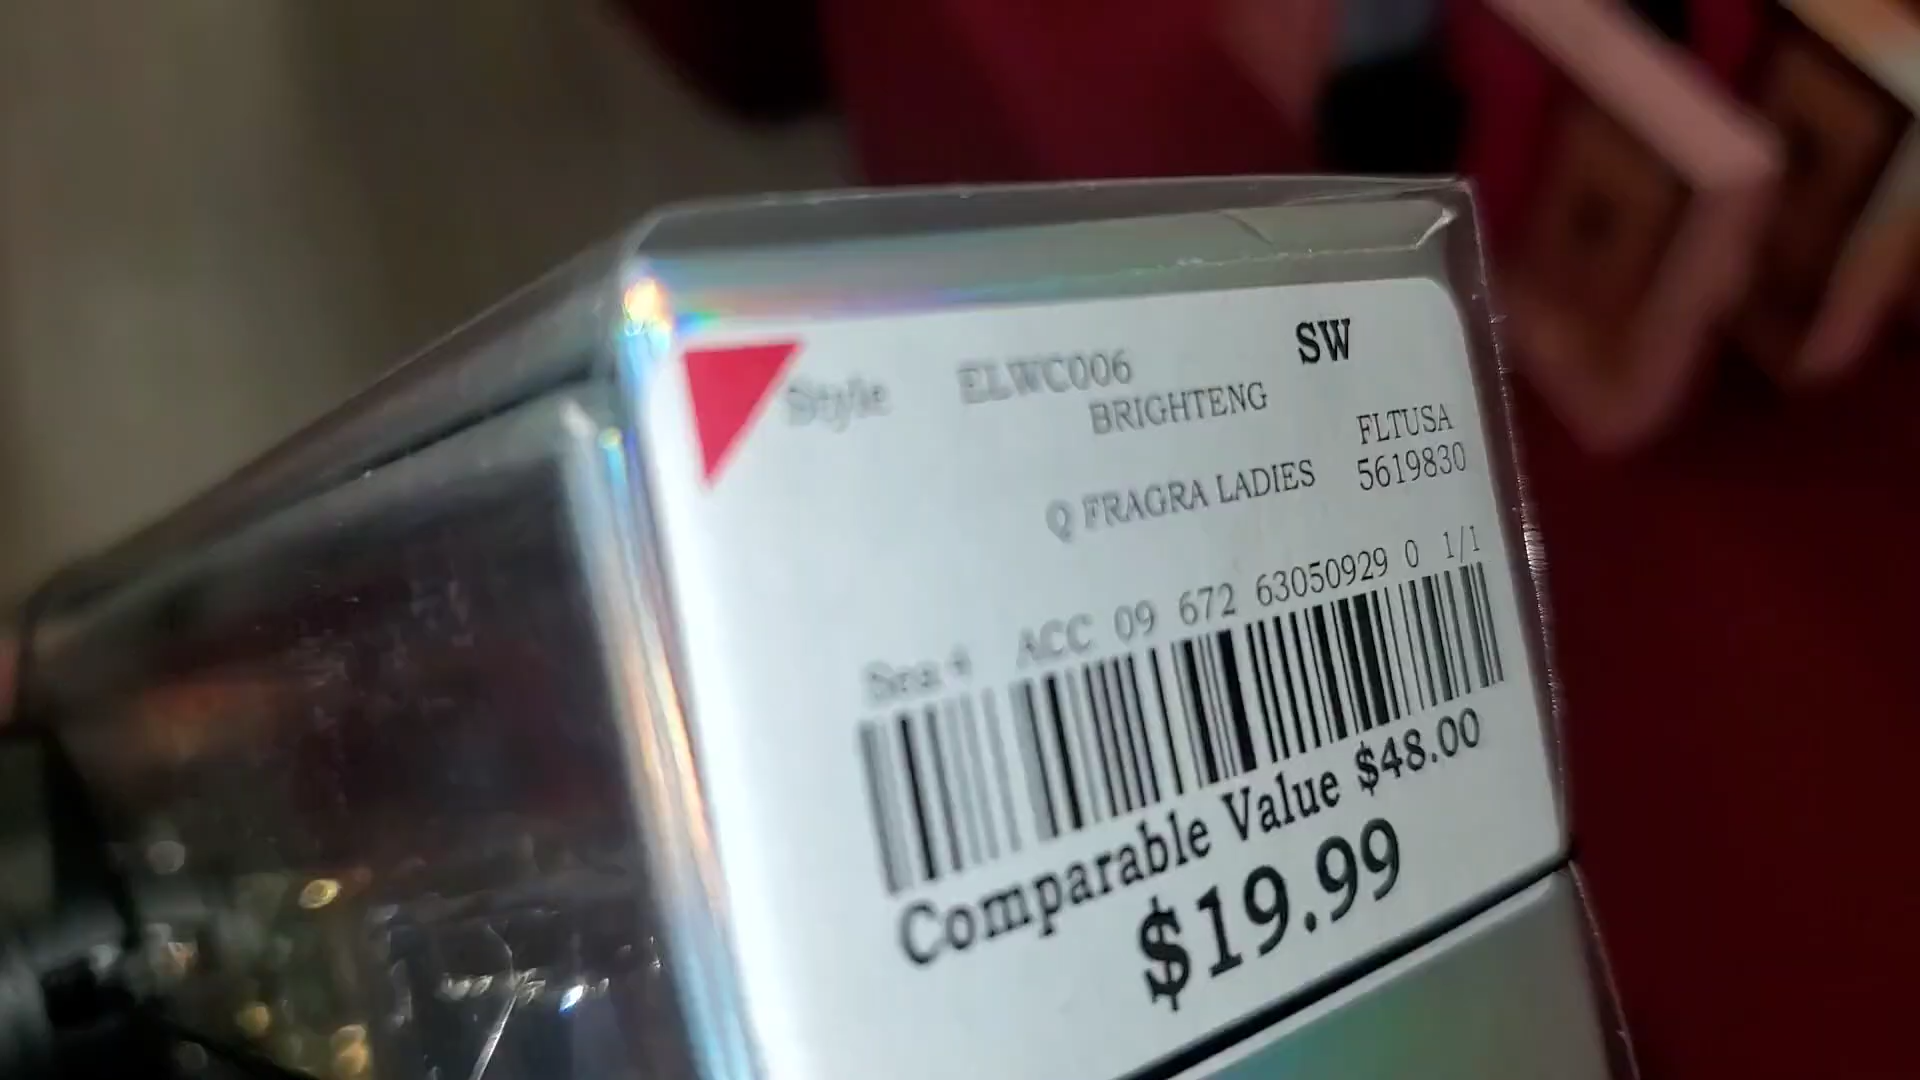 SW
Style ELWC006
BRIGHTENG
FLTUSA
Q FRAGRA LADIES 5619830
ACC 09 672 63050929 0 1/1
Comparable Value $48.00
$19.99